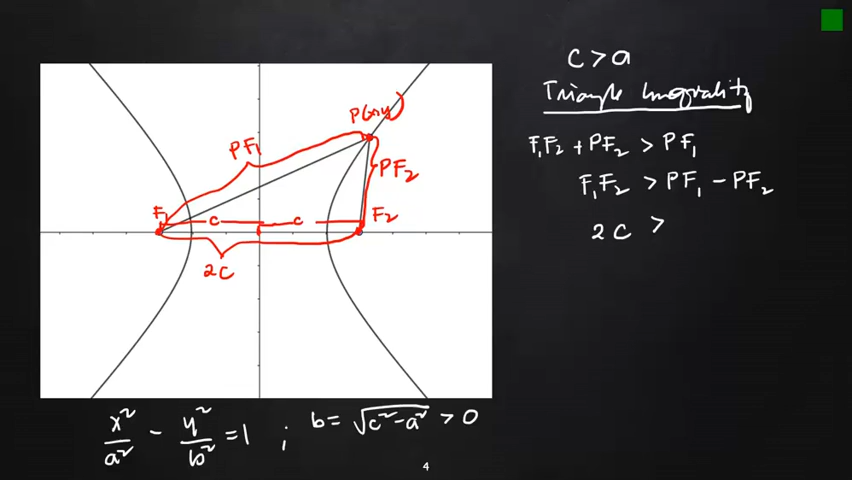 c > a
Triangle Inequality
F₁F₂ + PF₂ > PF₁
F₁F₂ > PF₁ − PF₂
2c >
P(x,y)
PF₁
PF₂
F₁
c
c
F₂
2c
x²/a² − y²/b² = 1 ; b = √(c²−a²) > 0
4